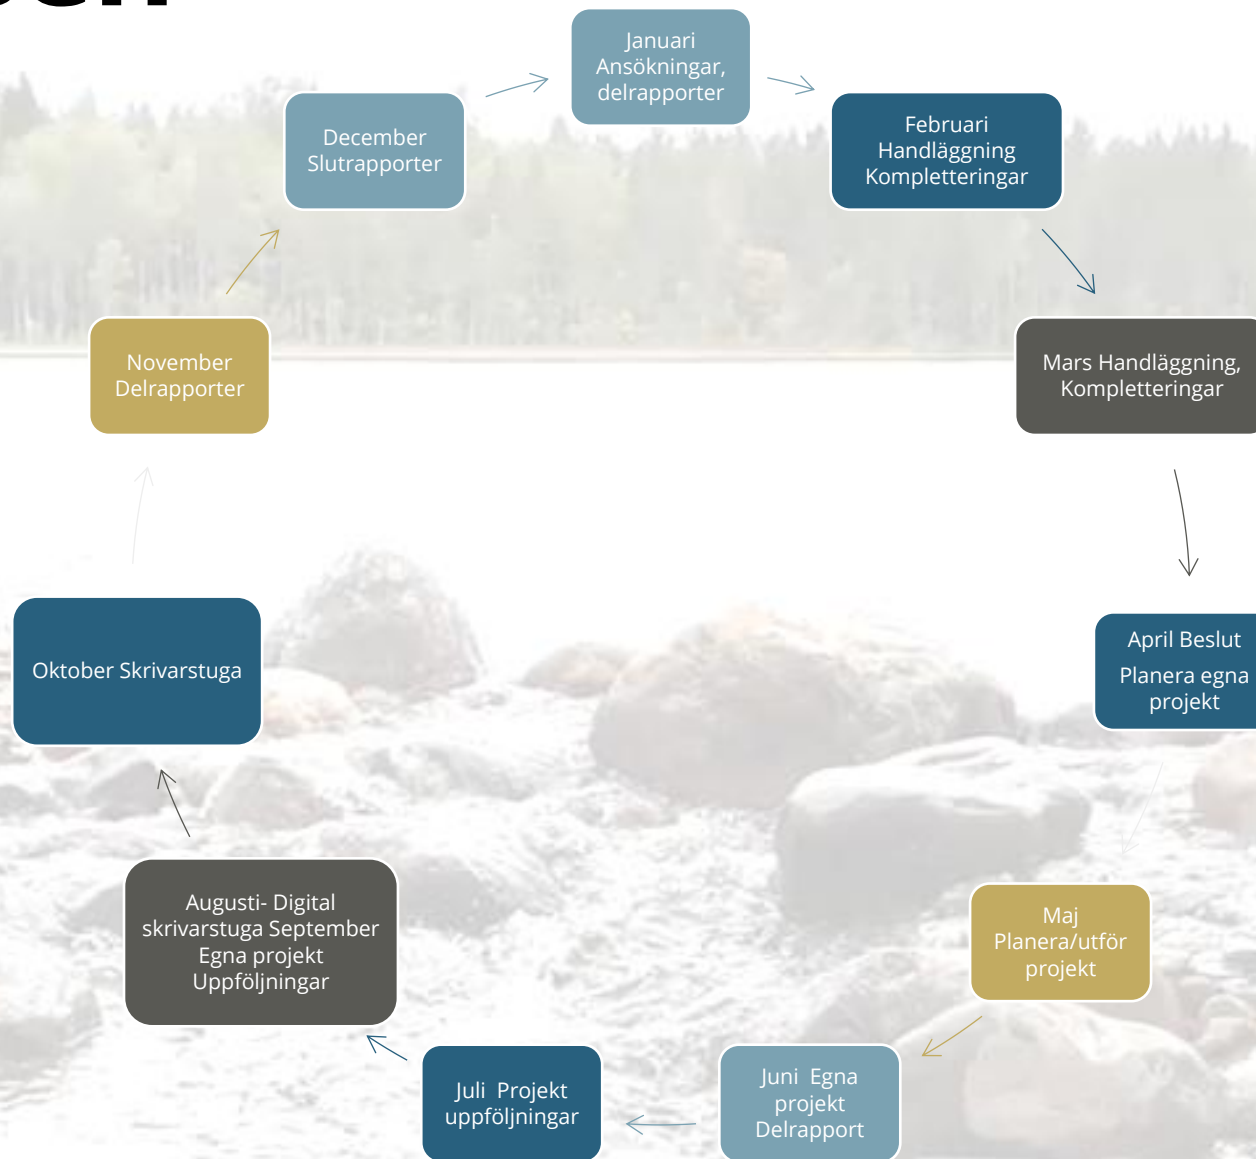 Januari
Ansökningar,
delrapporter
Februari
Handläggning
Kompletteringar
Mars Handläggning,
Kompletteringar
April Beslut
Planera egna
projekt
Maj
Planera/utför
projekt
Juni  Egna
projekt
Delrapport
Juli  Projekt
uppföljningar
Augusti- Digital
skrivarstuga September
Egna projekt
Uppföljningar
Oktober Skrivarstuga
November
Delrapporter
December
Slutrapporter